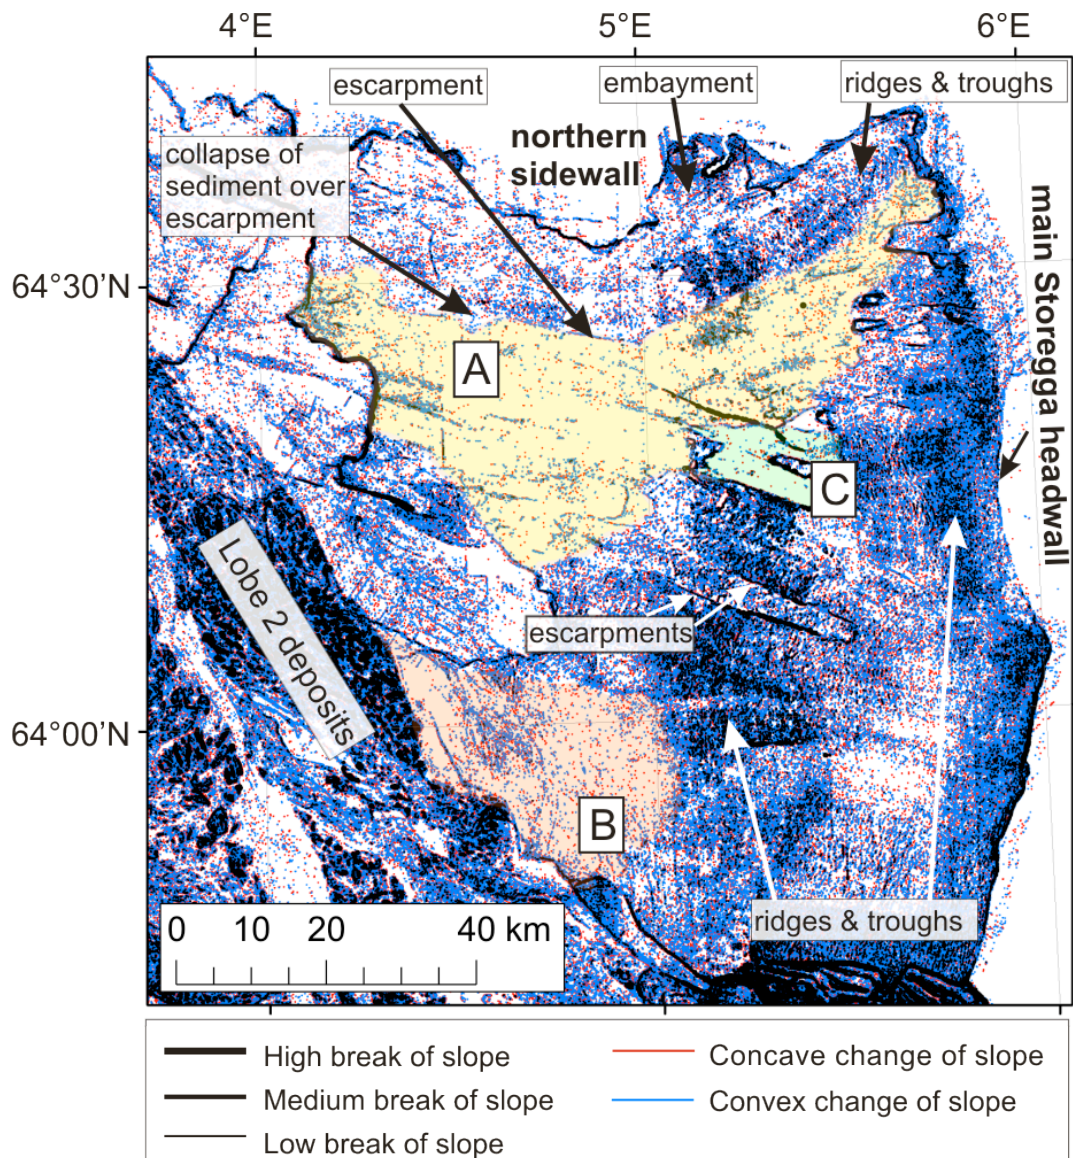 4°E
5°E
6°E
escarpment
embayment
ridges & troughs
northern
sidewall
collapse of
sediment over
escarpment
main Storegga headwall
64°30'N
A
C
Lobe 2 deposits
escarpments
64°00'N
B
ridges & troughs
0 10 20 40 km
High break of slope
Concave change of slope
Medium break of slope
Convex change of slope
Low break of slope